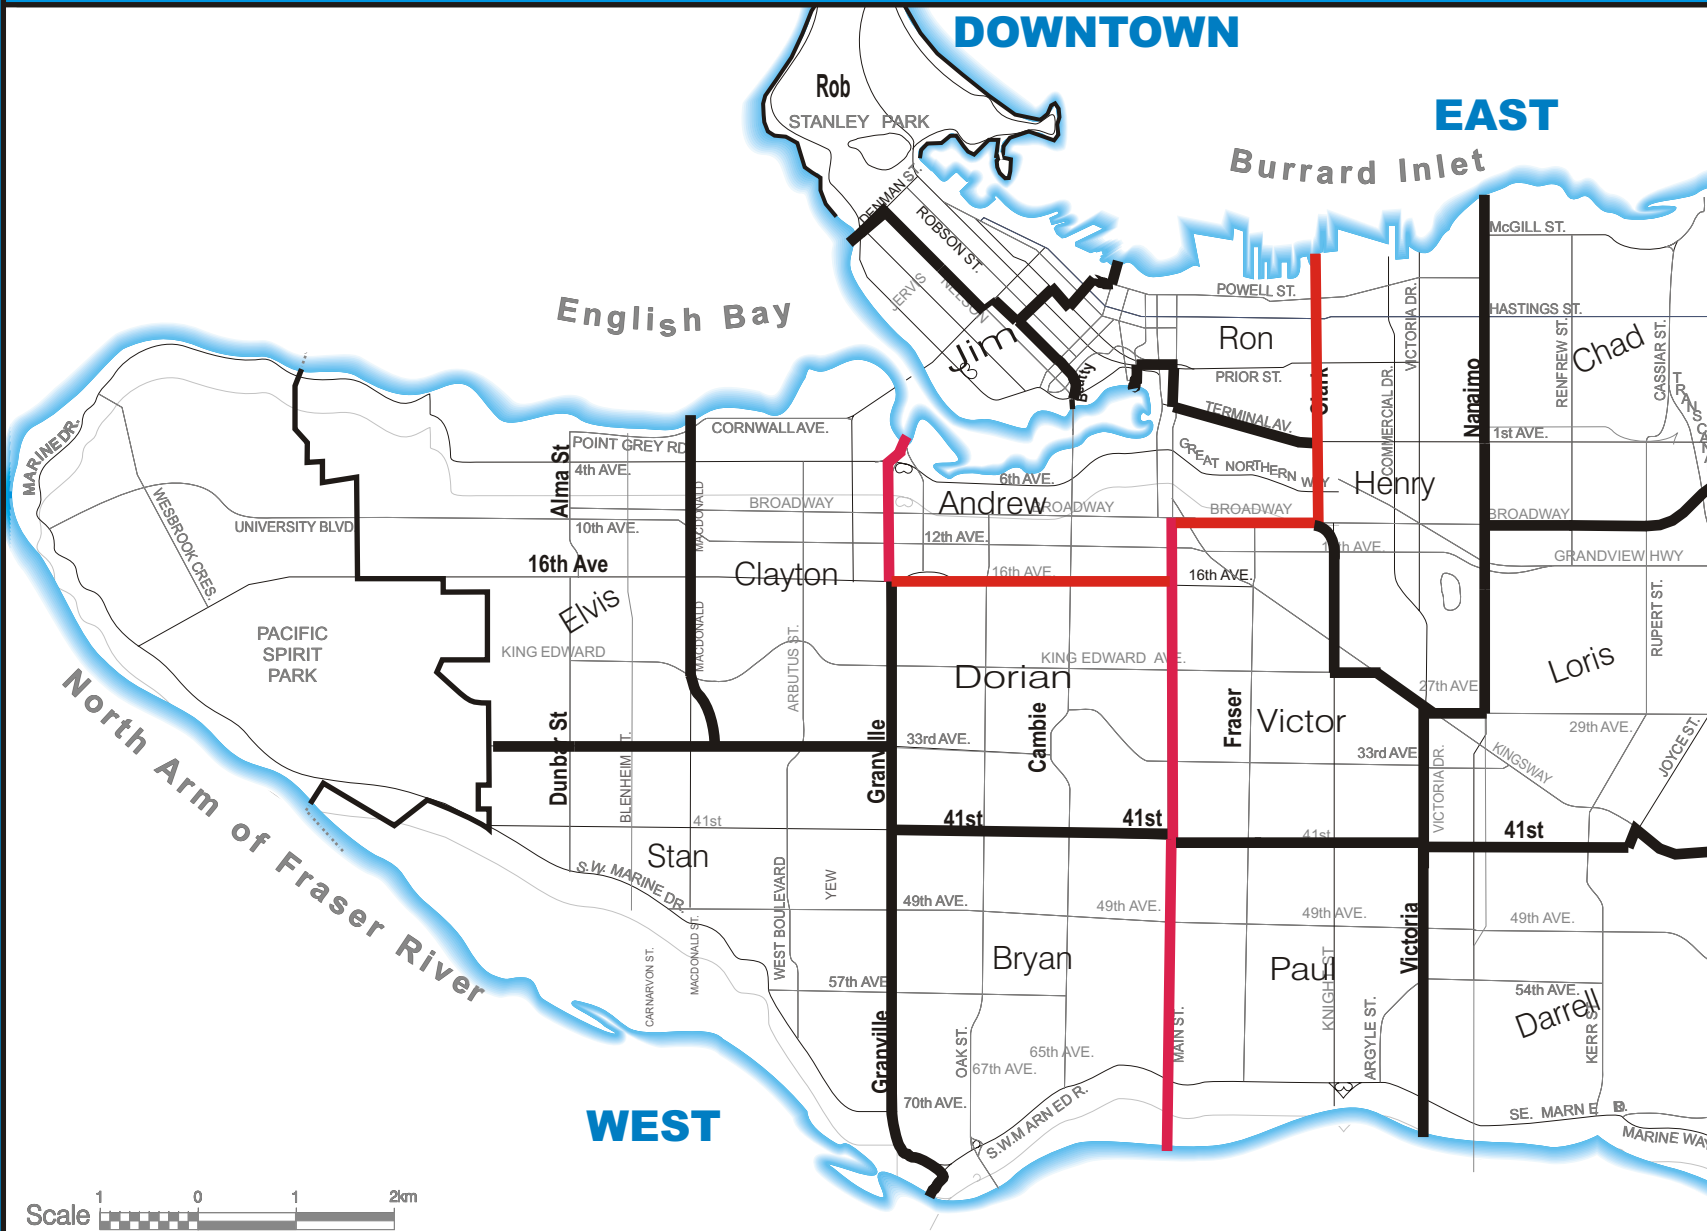 DOWNTOWN
EAST
Rob
STANLEY PARK
Burrard Inlet
DENMAN ST.
ROBSON ST.
McGILL ST.
English Bay
JERVIS
NELSON
POWELL ST.
VICTORIA DR.
HASTINGS ST.
Jim
Ron
Chad
RENFREW ST.
CASSIAR ST.
Beatty
PRIOR ST.
Clark
Nanaimo
COMMERCIAL DR.
TERMINAL AV.
1st AVE.
MARINE DR.
CORNWALL AVE.
POINT GREY RD
Alma St
4th AVE.
GREAT NORTHERN WY
6th AVE.
Henry
WESBROOK CRES.
UNIVERSITY BLVD
BROADWAY
Andrew
BROADWAY
BROADWAY
BROADWAY
MACDONALD
10th AVE.
12th AVE.
GRANDVIEW HWY
16th Ave
Clayton
16th AVE.
16th AVE.
Elvis
RUPERT ST.
PACIFIC
SPIRIT
PARK
KING EDWARD
MACDONALD
ARBUTUS ST.
KING EDWARD AVE.
Dorian
Loris
27th AVE
North Arm of Fraser River
Dunbar St
BLENHEIM ST.
Granville
33rd AVE.
Cambie
Fraser
Victor
33rd AVE
VICTORIA DR.
KINGSWAY
29th AVE.
JOYCE ST.
41st
41st
41st
41st
41st
Stan
S.W. MARINE DR.
WEST BOULEVARD
YEW
49th AVE.
49th AVE.
49th AVE.
Victoria
49th AVE.
CARNARVON ST.
MACDONALD ST.
57th AVE
Bryan
Paul
KNIGHT ST
54th AVE.
Darrell
KERR ST.
Granville
OAK ST.
65th AVE.
67th AVE.
MAIN ST.
ARGYLE ST.
70th AVE.
WEST
S.W.MARNED R.
SE. MARN E
MARINE WAY
1 0 1 2km
Scale